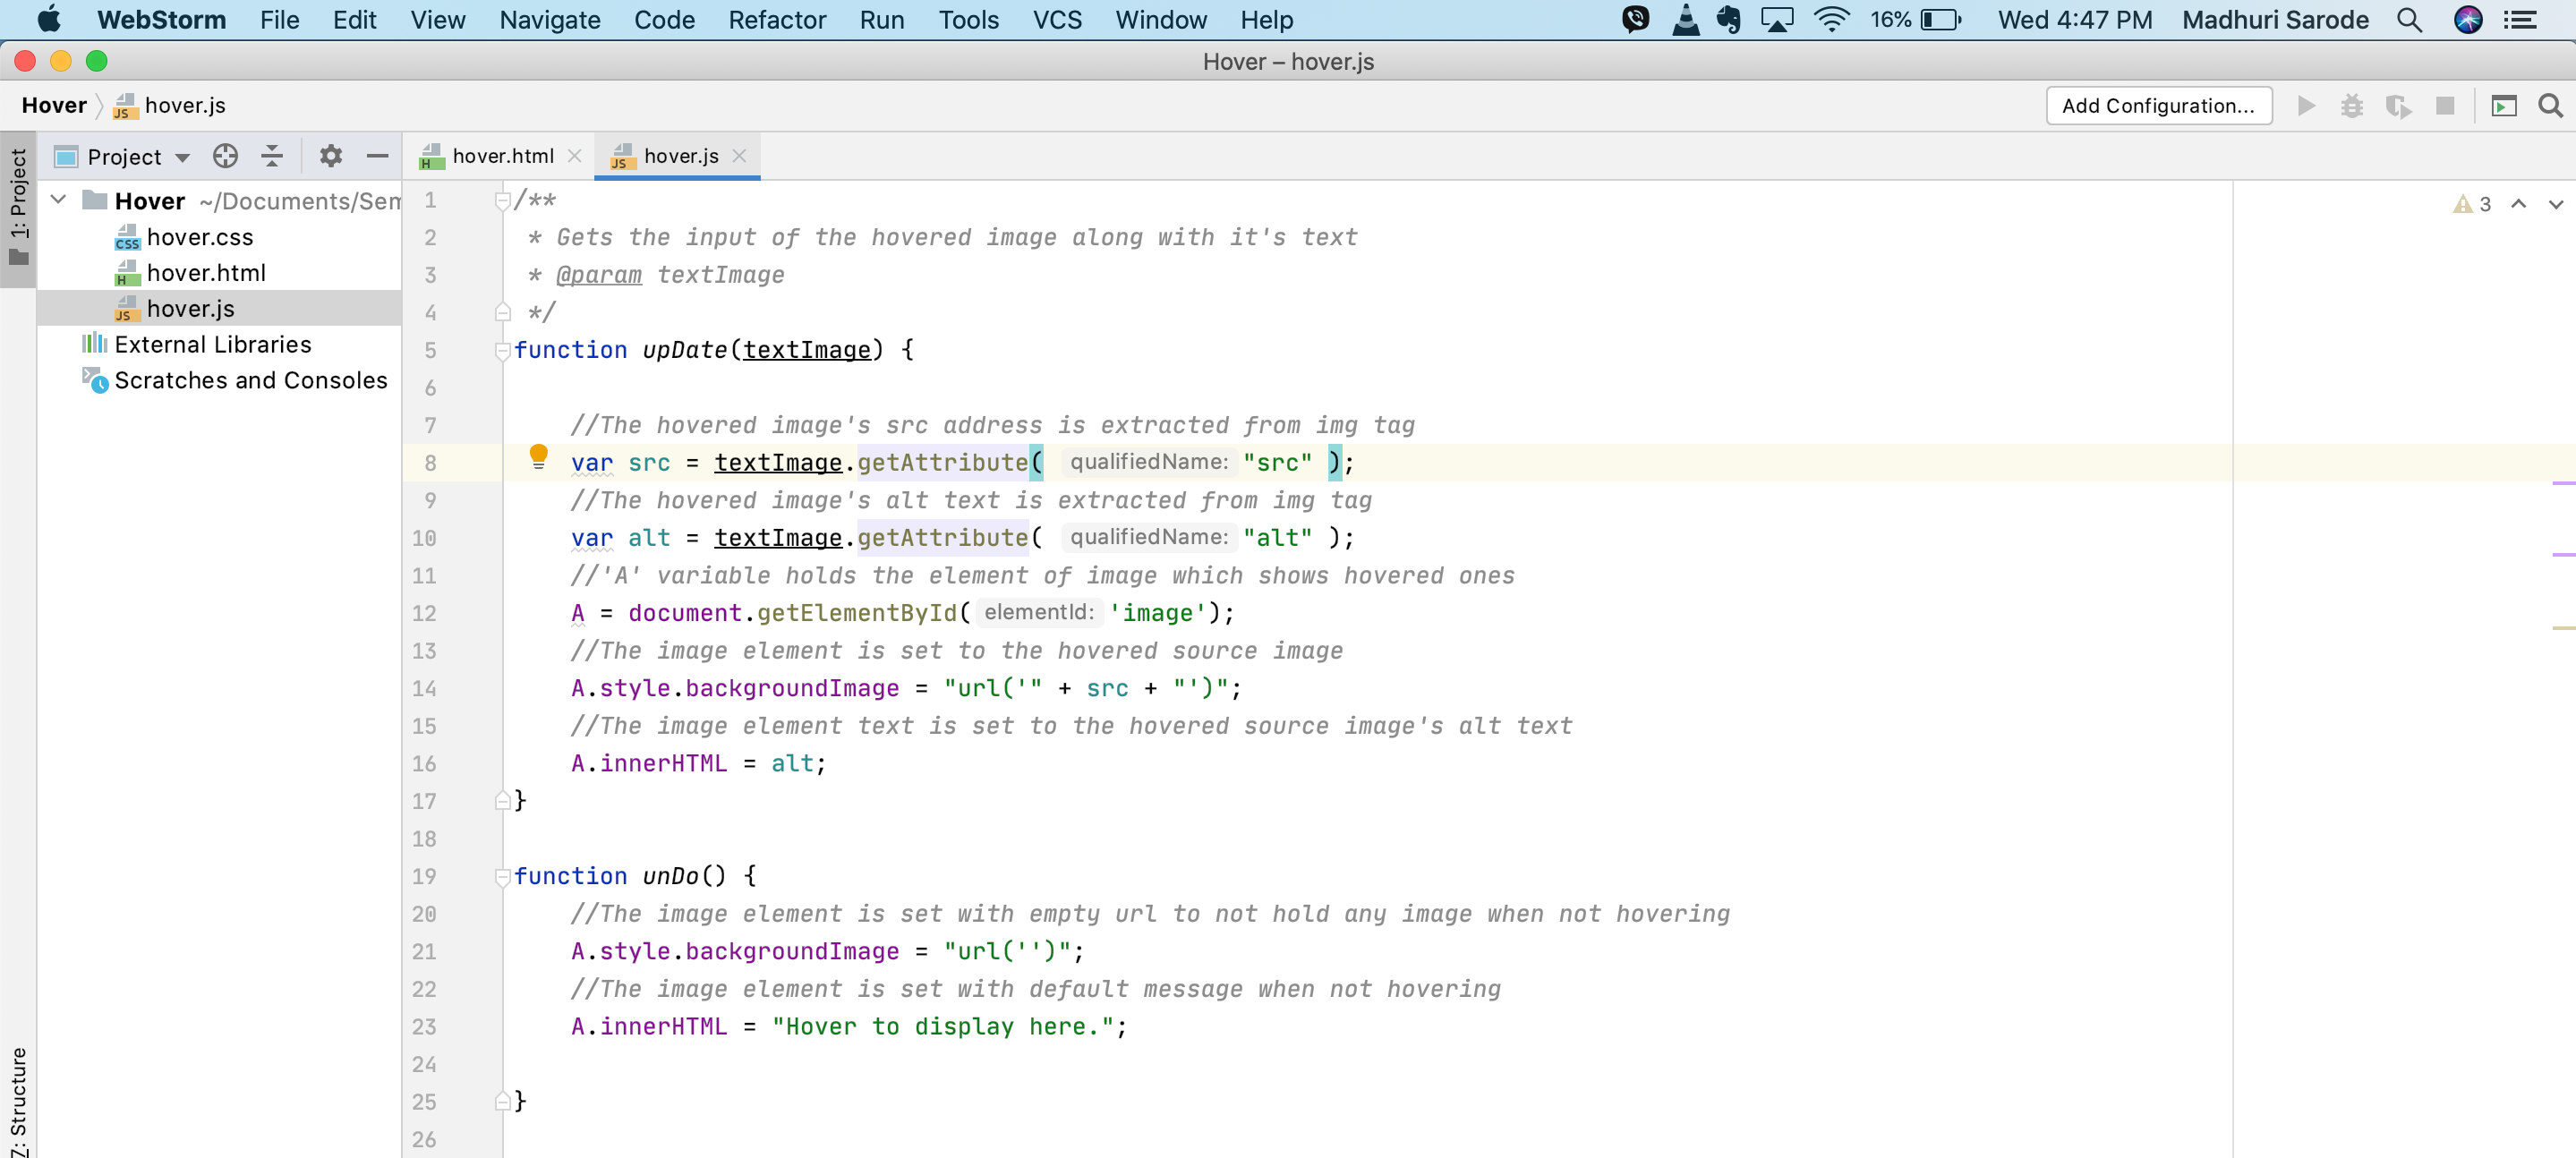 WebStorm File Edit View Navigate Code Refactor Run Tools VCS Window Help 16% Wed 4:47 PM Madhuri Sarode
Hover – hover.js
Hover hover.js Add Configuration...
1: Project
Project
hover.html hover.js
Hover ~/Documents/Sem
hover.css
hover.html
hover.js
External Libraries
Scratches and Consoles
Z: Structure
3
1 /**
2 * Gets the input of the hovered image along with it's text
3 * @param textImage
4 */
5 function upDate(textImage) {
6
7 //The hovered image's src address is extracted from img tag
8 var src = textImage.getAttribute( qualifiedName: "src" );
9 //The hovered image's alt text is extracted from img tag
10 var alt = textImage.getAttribute( qualifiedName: "alt" );
11 //'A' variable holds the element of image which shows hovered ones
12 A = document.getElementById( elementId: 'image');
13 //The image element is set to the hovered source image
14 A.style.backgroundImage = "url('" + src + "')";
15 //The image element text is set to the hovered source image's alt text
16 A.innerHTML = alt;
17 }
18
19 function unDo() {
20 //The image element is set with empty url to not hold any image when not hovering
21 A.style.backgroundImage = "url('')";
22 //The image element is set with default message when not hovering
23 A.innerHTML = "Hover to display here.";
24
25 }
26